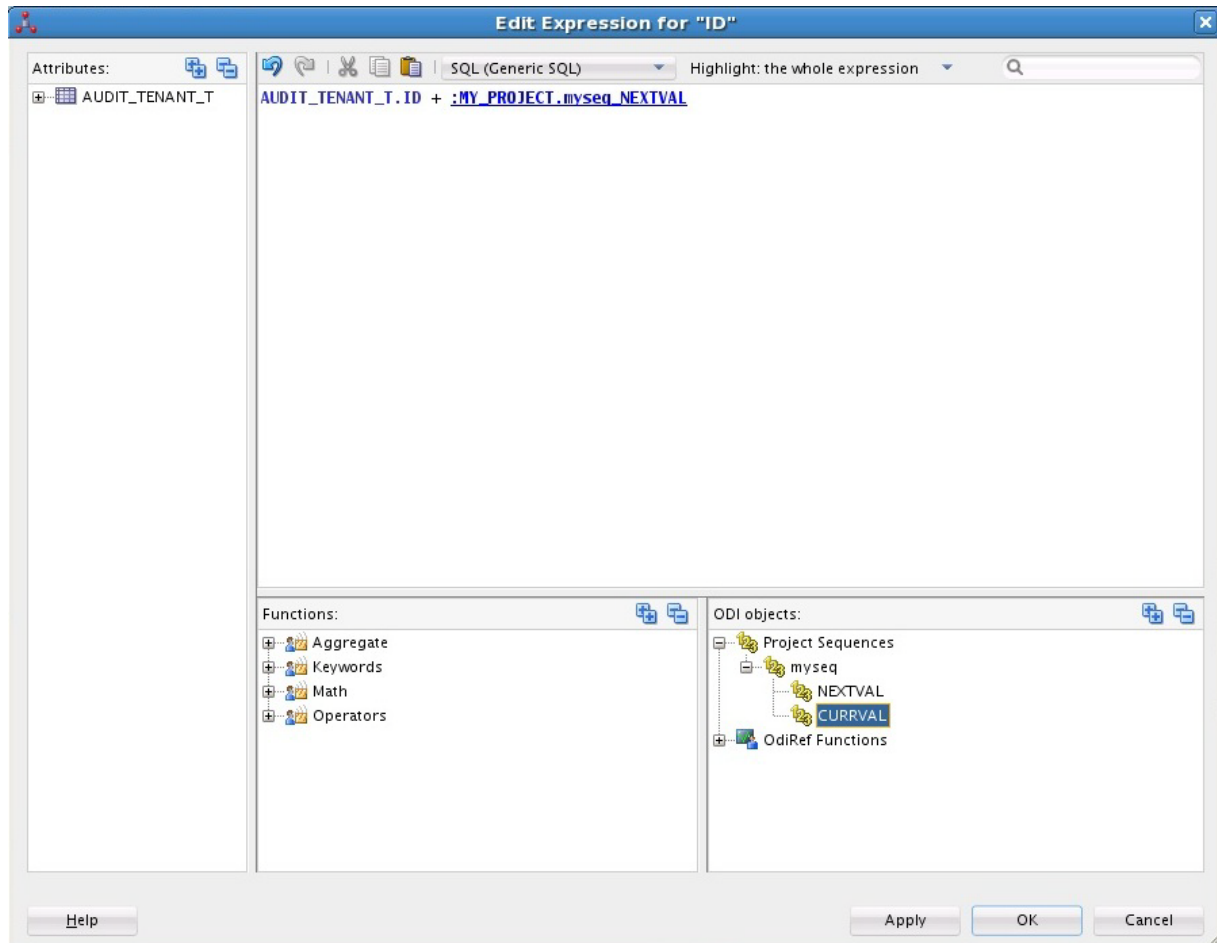 Edit Expression for "ID"
Attributes:
SQL (Generic SQL)
Highlight: the whole expression
AUDIT_TENANT_T
AUDIT_TENANT_T.ID + :MY_PROJECT.myseq_NEXTVAL
Functions:
Aggregate
Keywords
Math
Operators
ODI objects:
Project Sequences
myseq
NEXTVAL
CURRVAL
OdiRef Functions
Help
Apply
OK
Cancel